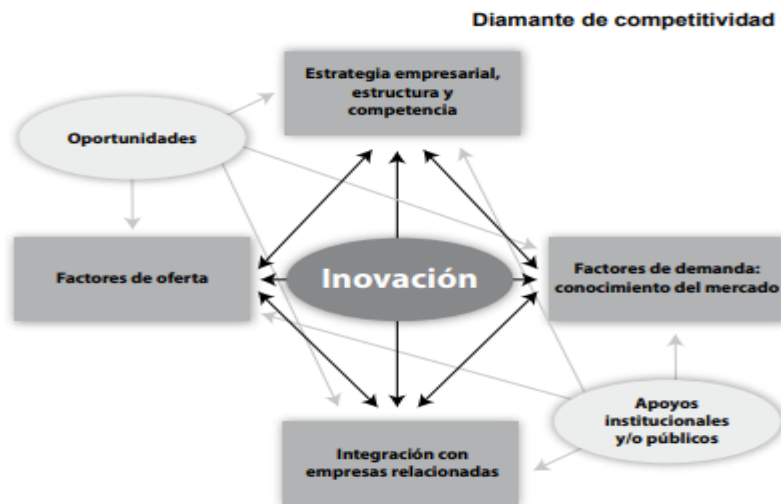 Diamante de competitividad
Estrategia empresarial,
estructura y
competencia
Oportunidades
Factores de oferta
Inovación
Factores de demanda:
conocimiento del mercado
Apoyos
institucionales
y/o públicos
Integración con
empresas relacionadas